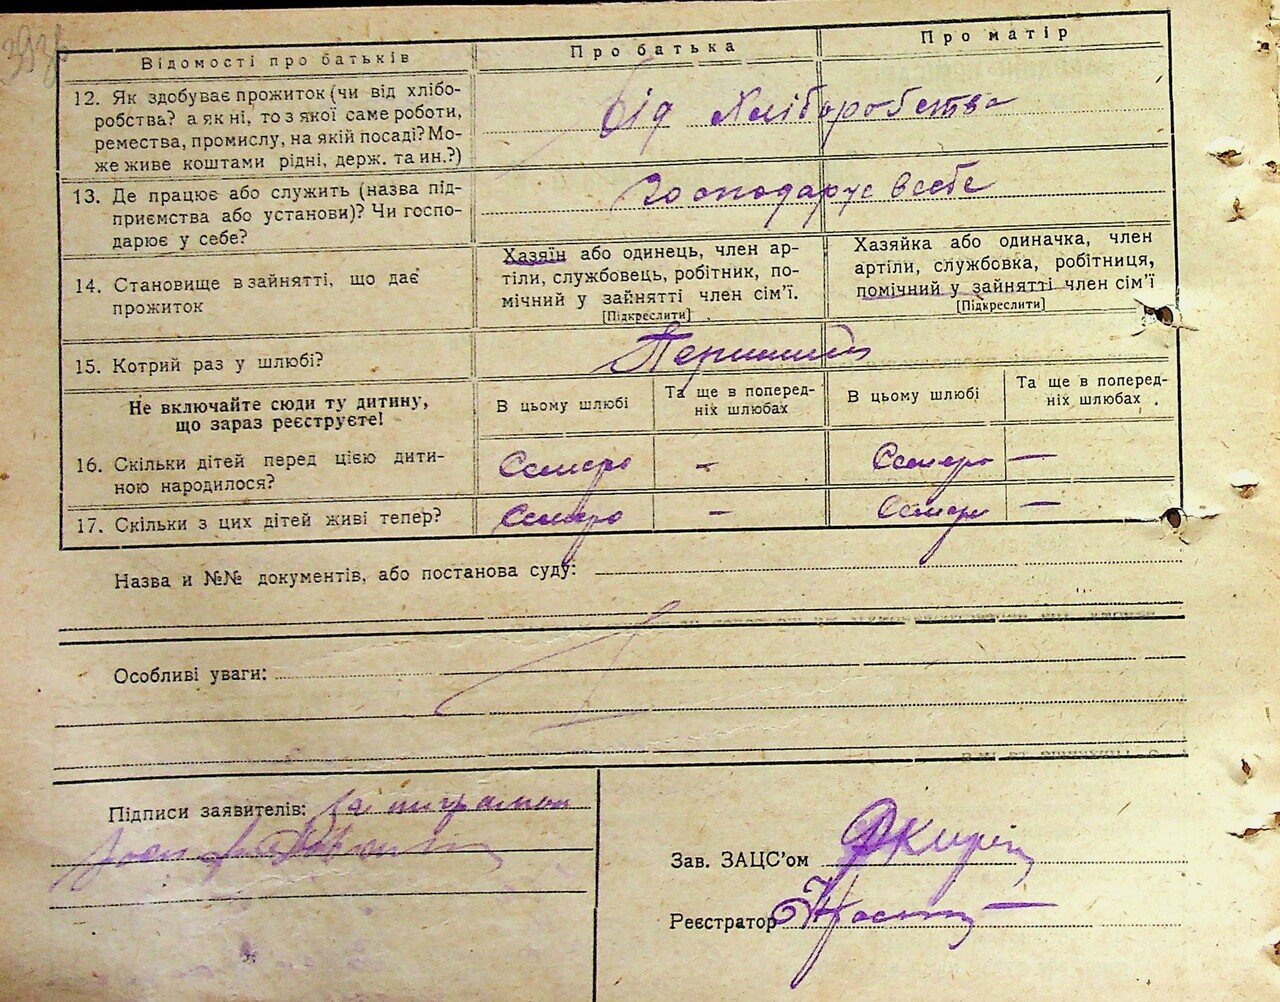 Відомості про батьків
Про батька
Про матір
12. Як здобуває прожиток (чи від хлібо-
робства? а як ні, то з якої саме роботи,
ремества, промислу, на якій посаді? Мо-
же живе коштами рідні, держ. та ин.?)
Від Хліборобства
13. Де працює або служить (назва під-
приємства або установи)? Чи госпо-
дарює у себе?
Господарує в себе
14. Становище в зайнятті, що дає
прожиток
Хазяїн або одинець, член ар-
тіли, службовець, робітник, по-
мічний у зайнятті член сім'ї.
[Підкреслити]
Хазяйка або одиначка, член
артіли, службовка, робітниця,
помічний у зайнятті член сім'ї
[Підкреслити]
15. Котрий раз у шлюбі?
Перший
Не включайте сюди ту дитину,
що зараз реєструєте!
В цьому шлюбі
Та ще в поперед-
ніх шлюбах
В цьому шлюбі
Та ще в поперед-
ніх шлюбах
16. Скільки дітей перед цією дити-
ною народилося?
Семеро
—
Семеро
—
17. Скільки з цих дітей живі тепер?
Семеро
—
Семеро
—
Назва и №№ документів, або постанова суду:
Особливі уваги:
Підписи заявителів: за
Зав. ЗАЦС'ом
Реєстратор